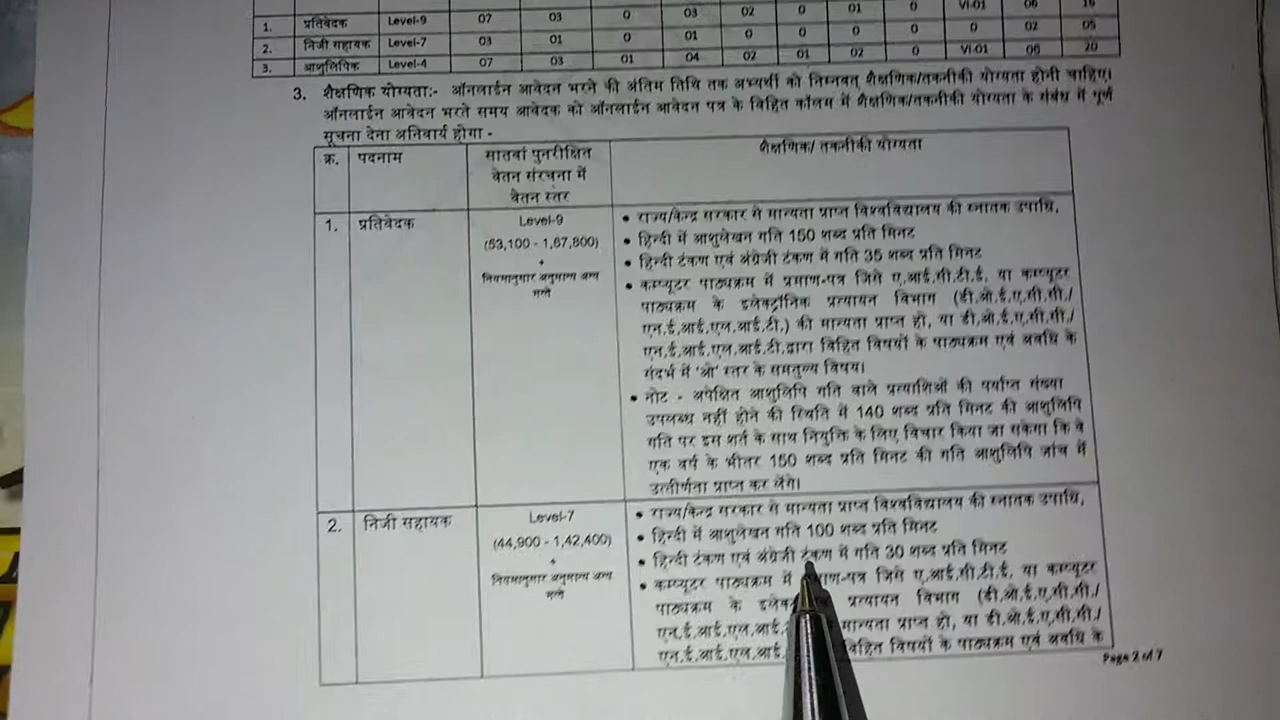 1. प्रतिवेदक Level-9 07 03 0 03 02 0 01 0 VI-01 06 16
2. निजी सहायक Level-7 03 01 0 01 0 0 0 0 0 02 05
3. आशुलिपिक Level-4 07 03 01 04 02 01 02 0 VI-01 06 20
3. शैक्षणिक योग्यता:- ऑनलाईन आवेदन भरने की अंतिम तिथि तक अभ्यर्थी को निम्नवत् शैक्षणिक/तकनीकी योग्यता होनी चाहिए।
ऑनलाईन आवेदन भरते समय आवेदक को ऑनलाईन आवेदन पत्र के विहित कॉलम में शैक्षणिक/तकनीकी योग्यता के संबंध में पूर्ण
सूचना देना अनिवार्य होगा -
क्र. पदनाम सातवां पुनरीक्षित वेतन संरचना में वेतन स्तर शैक्षणिक/ तकनीकी योग्यता
1. प्रतिवेदक Level-9
(53,100 - 1,67,800)
+
नियमानुसार अनुमान्य अन्य
भत्ते
• राज्य/केन्द्र सरकार से मान्यता प्राप्त विश्वविद्यालय की स्नातक उपाधि,
• हिन्दी में आशुलेखन गति 150 शब्द प्रति मिनट
• हिन्दी टंकण एवं अंग्रेजी टंकण में गति 35 शब्द प्रति मिनट
• कम्प्यूटर पाठ्यक्रम में प्रमाण-पत्र जिसे ए.आई.सी.टी.ई. या कम्प्यूटर
पाठ्यक्रम के इलेक्ट्रॉनिक प्रत्यायन विभाग (डी.ओ.ई.ए.सी.सी./
एन.ई.आई.एल.आई.टी.) की मान्यता प्राप्त हो, या डी.ओ.ई.ए.सी.सी./
एन.ई.आई.एल.आई.टी.द्वारा विहित विषयों के पाठ्यक्रम एवं अवधि के
संदर्भ में 'ओ' स्तर के समतुल्य विषय।
• नोट - अपेक्षित आशुलिपि गति वाले प्रत्याशिओं की पर्याप्त संख्या
उपलब्ध नहीं होने की स्थिति में 140 शब्द प्रति मिनट की आशुलिपि
गति पर इस शर्त के साथ नियुक्ति के लिए विचार किया जा सकेगा कि वे
एक वर्ष के भीतर 150 शब्द प्रति मिनट की गति आशुलिपि जांच में
उत्तीर्णता प्राप्त कर लेंगे।
2. निजी सहायक Level-7
(44,900 - 1,42,400)
+
नियमानुसार अनुमान्य अन्य
भत्ते
• राज्य/केन्द्र सरकार से मान्यता प्राप्त विश्वविद्यालय की स्नातक उपाधि,
• हिन्दी में आशुलेखन गति 100 शब्द प्रति मिनट
• हिन्दी टंकण एवं अंग्रेजी टंकण में गति 30 शब्द प्रति मिनट
• कम्प्यूटर पाठ्यक्रम में जिसे ए.आई.सी.टी.ई. या कम्प्यूटर
पाठ्यक्रम के प्रत्यायन विभाग (डी.ओ.ई.ए.सी.सी./
एन.ई.आई.एल.आई. मान्यता प्राप्त हो, या डी.ओ.ई.ए.सी.सी./
एन.ई.आई.एल.आई. विहित विषयों के पाठ्यक्रम एवं अवधि के
Page 2 of 7